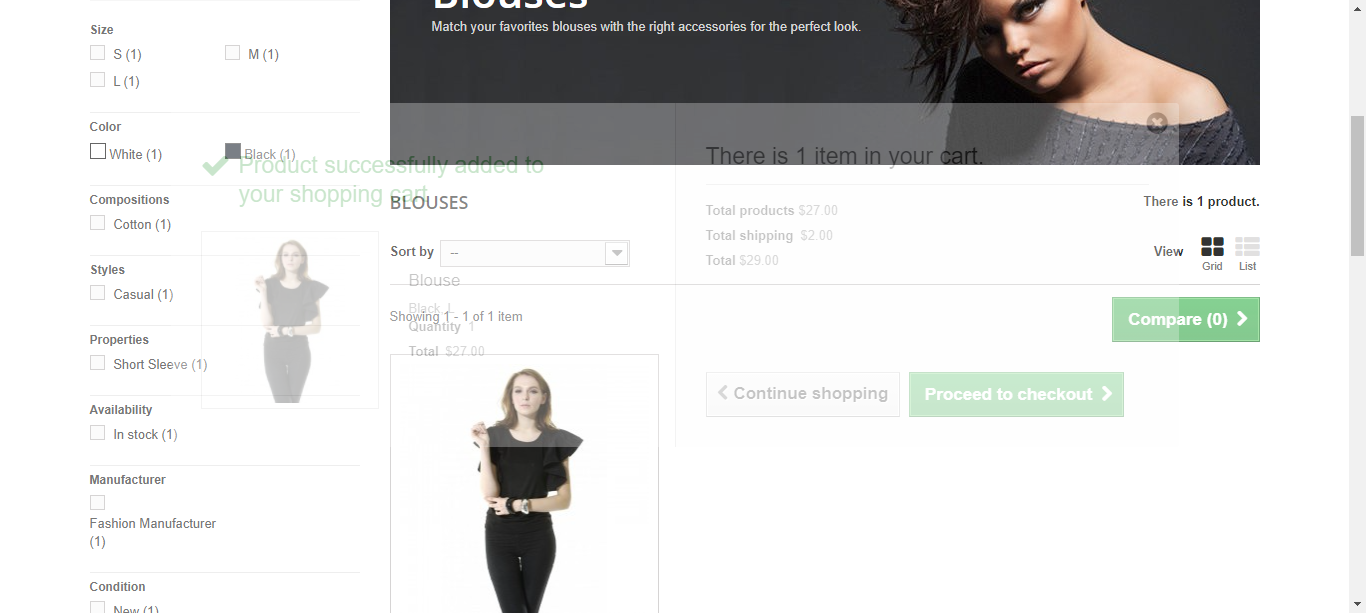 Blouses
Match your favorites blouses with the right accessories for the perfect look.
Size
S (1)
M (1)
L (1)
Color
White (1)
Black (1)
Compositions
Cotton (1)
Styles
Casual (1)
Properties
Short Sleeve (1)
Availability
In stock (1)
Manufacturer
Fashion Manufacturer
(1)
Condition
New (1)
Product successfully added to
your shopping cart
Blouse
Black, L
Quantity 1
Total $27.00
There is 1 item in your cart.
Total products $27.00
Total shipping $2.00
Total $29.00
Continue shopping
Proceed to checkout
BLOUSES
There is 1 product.
Sort by --
View
Grid
List
Showing 1 - 1 of 1 item
Compare (0)